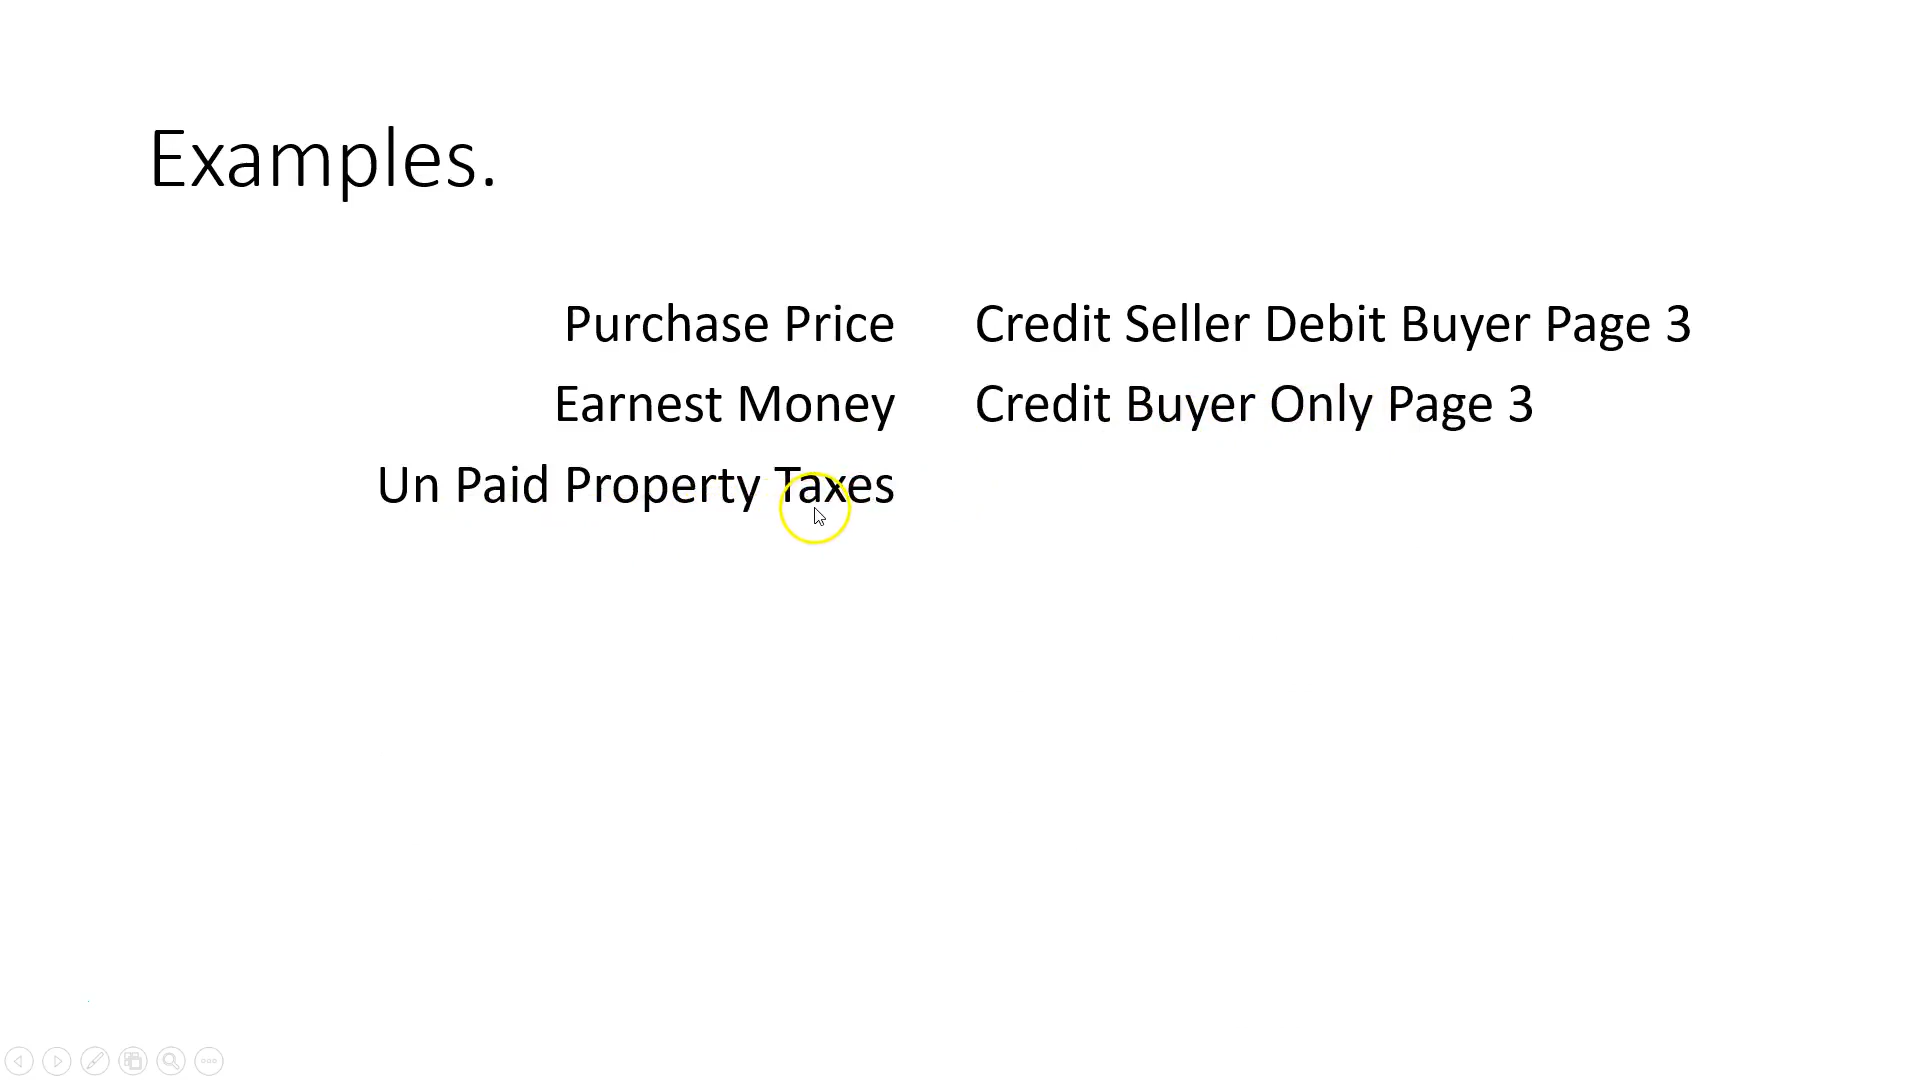 Examples.
Purchase Price Credit Seller Debit Buyer Page 3
Earnest Money Credit Buyer Only Page 3
Un Paid Property Taxes